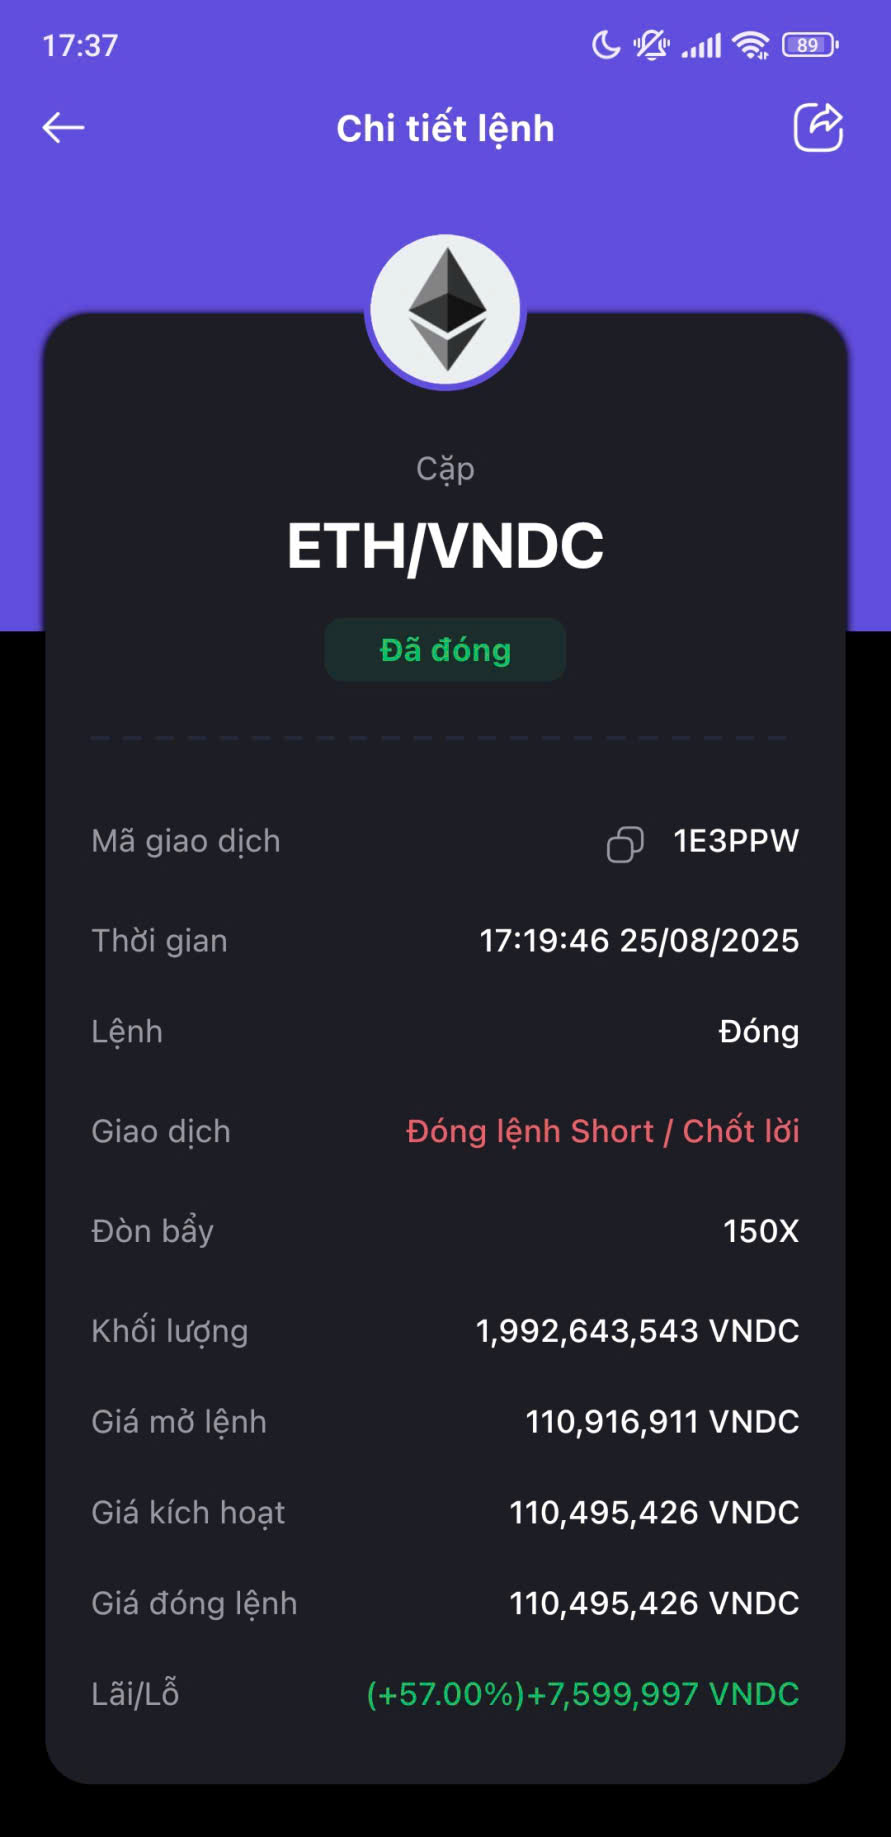 17:37
89
Chi tiết lệnh
Cặp
ETH/VNDC
Đã đóng
Mã giao dịch 1E3PPW
Thời gian 17:19:46 25/08/2025
Lệnh Đóng
Giao dịch Đóng lệnh Short / Chốt lời
Đòn bẩy 150X
Khối lượng 1,992,643,543 VNDC
Giá mở lệnh 110,916,911 VNDC
Giá kích hoạt 110,495,426 VNDC
Giá đóng lệnh 110,495,426 VNDC
Lãi/Lỗ (+57.00%)+7,599,997 VNDC